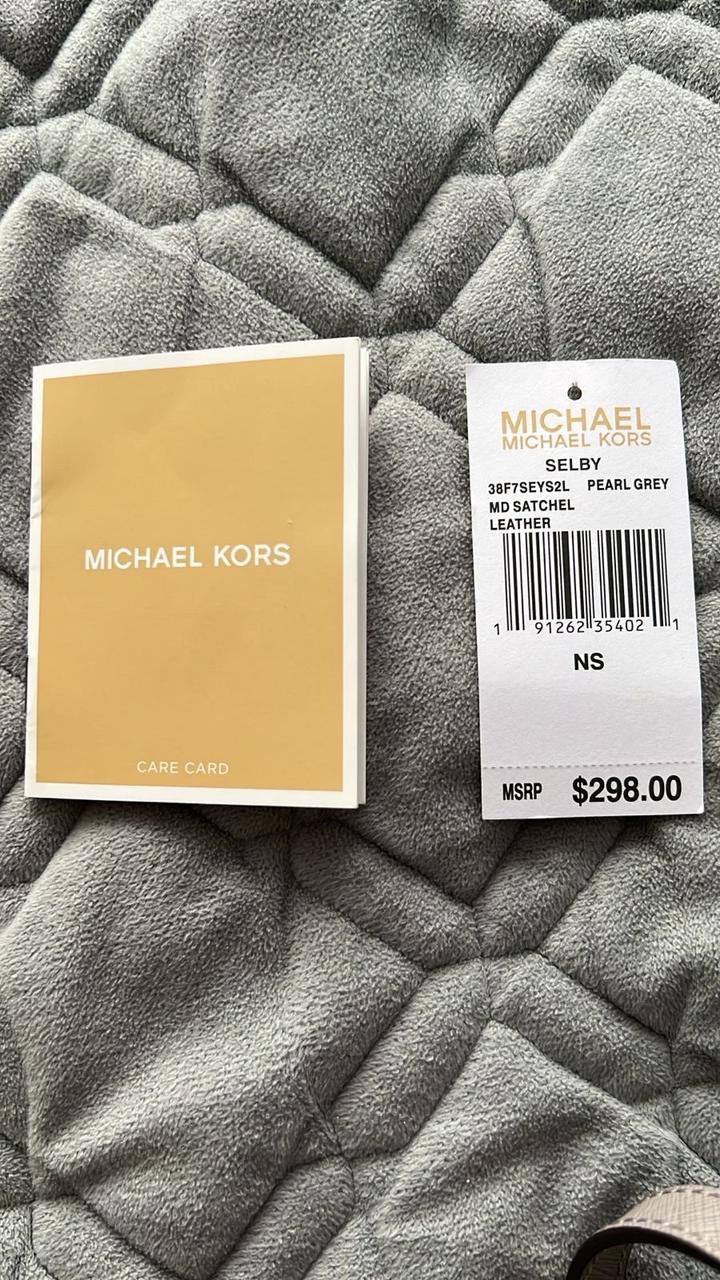 MICHAEL KORS
CARE CARD
MICHAEL
MICHAEL KORS
SELBY
38F7SEYS2L PEARL GREY
MD SATCHEL
LEATHER
1 91262 35402 1
NS
MSRP $298.00